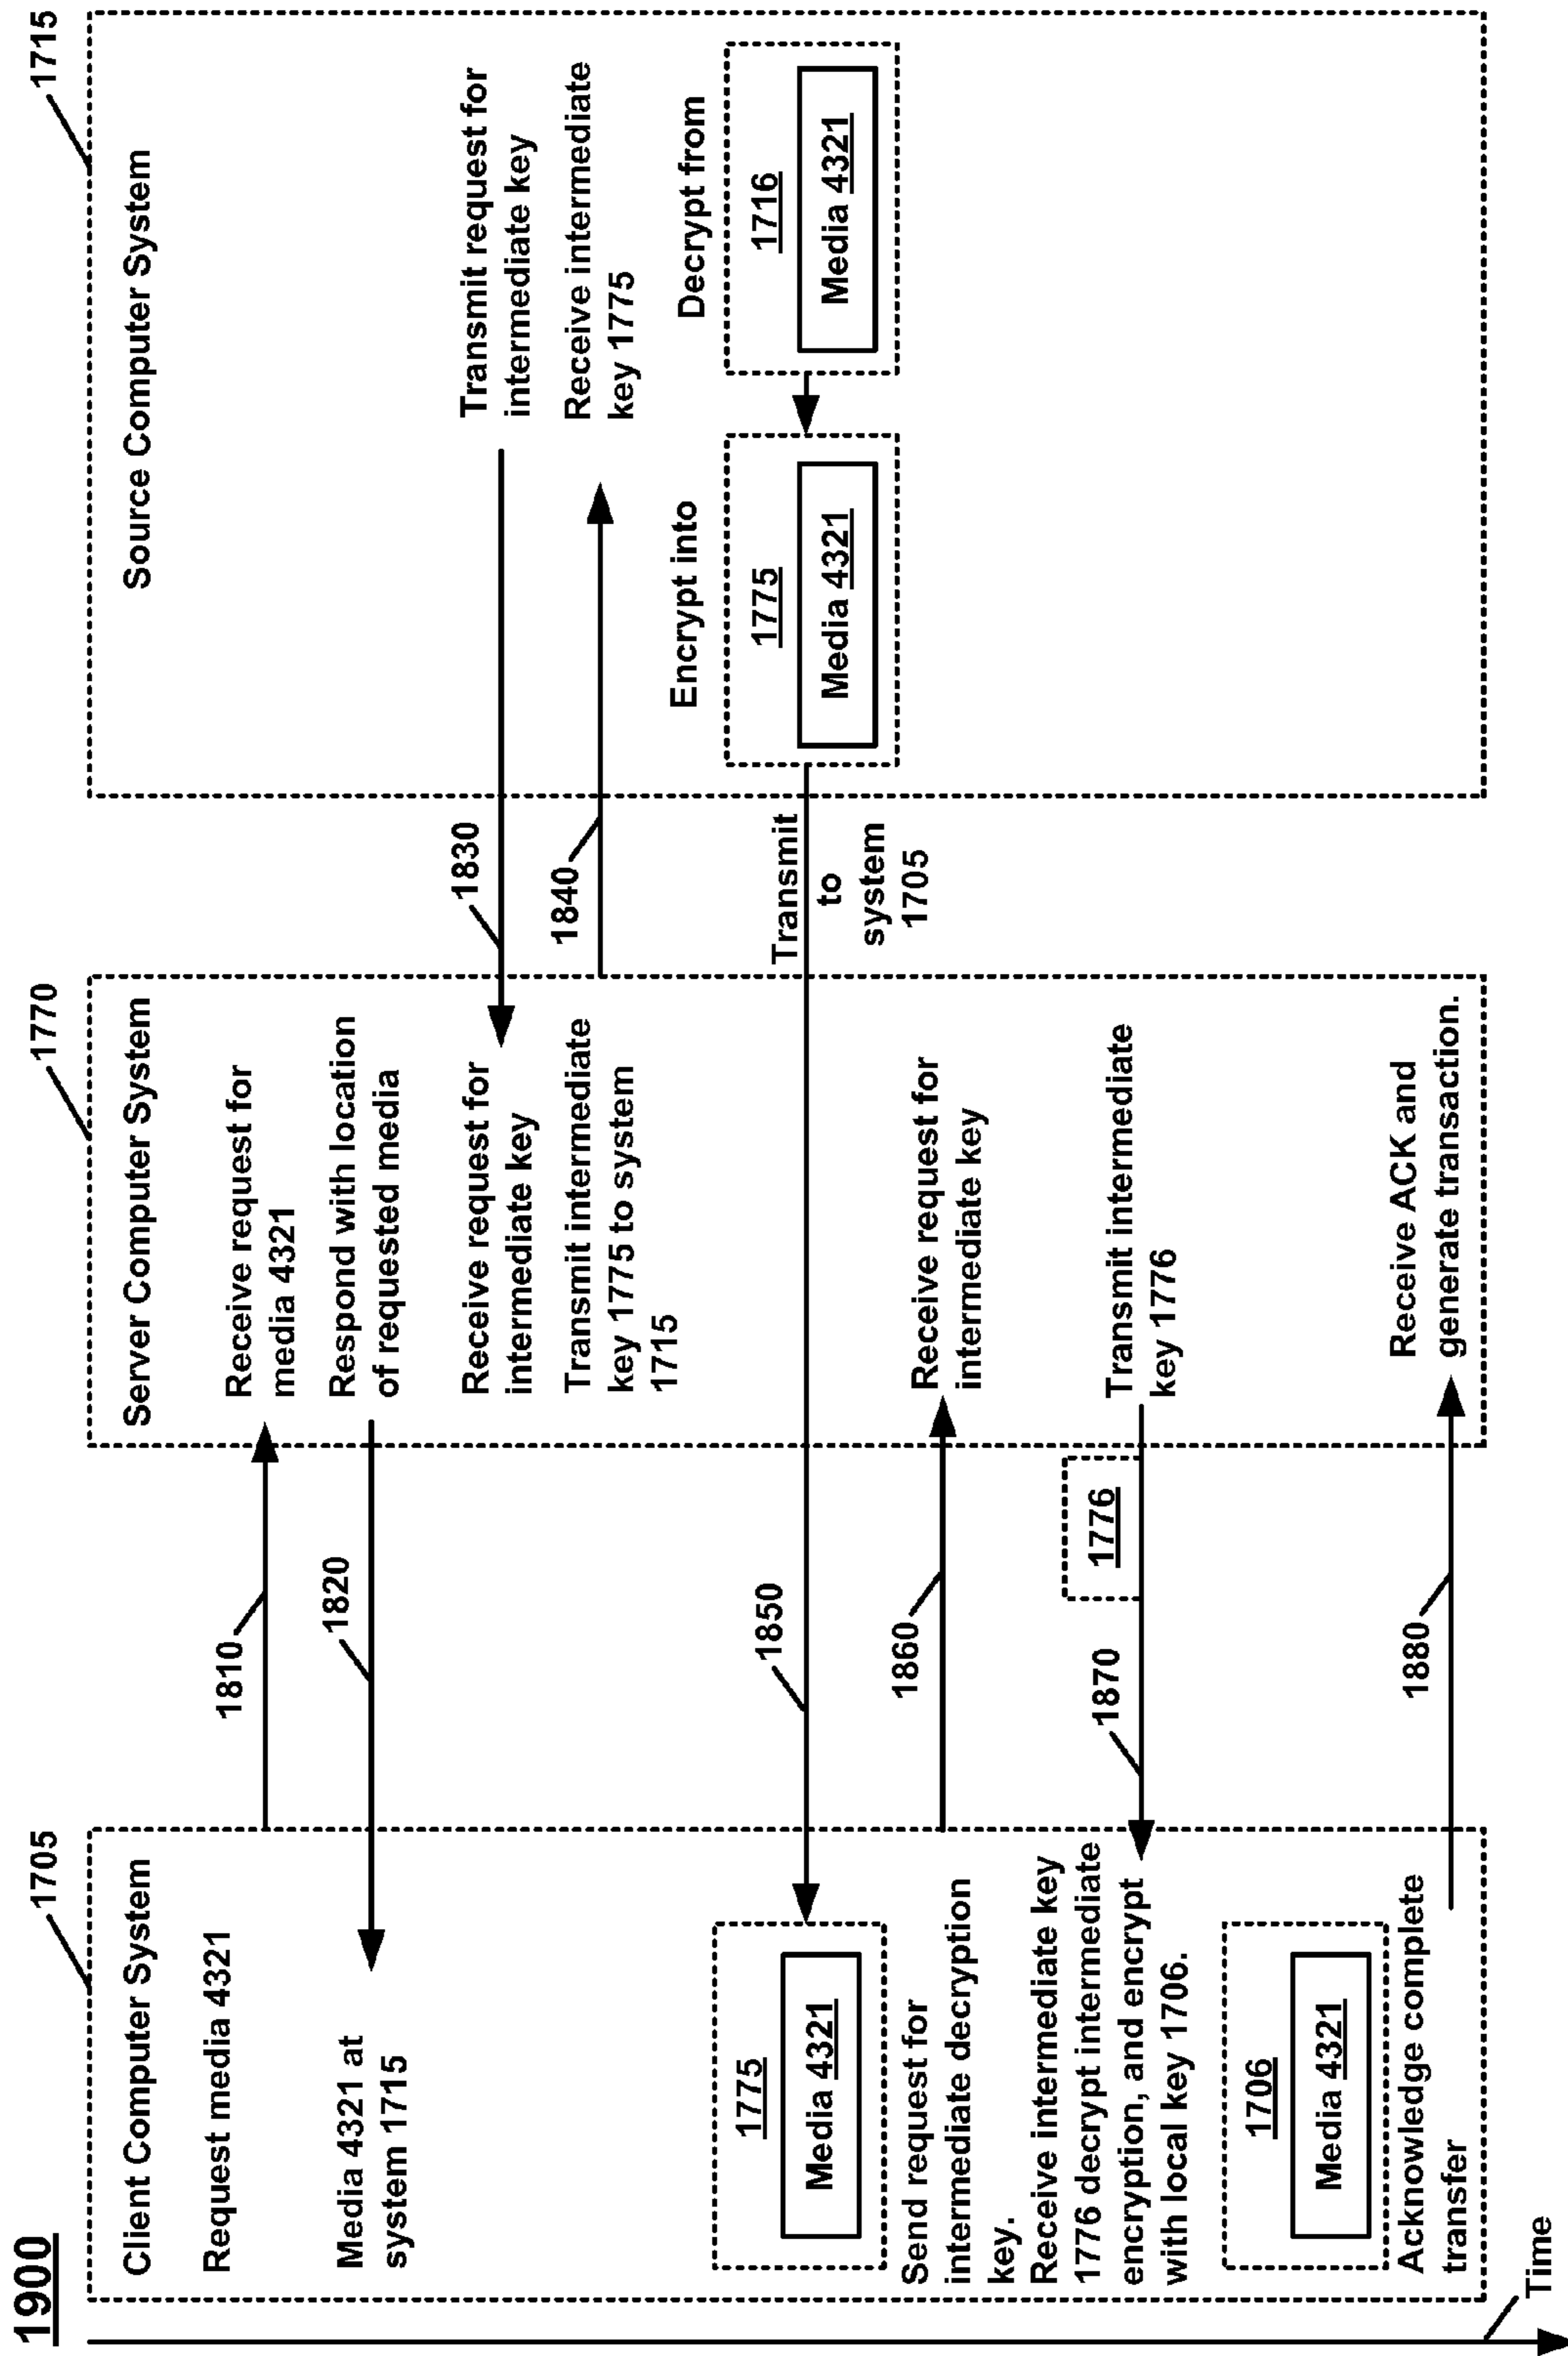 1900
1705
Client Computer System
Request media 4321
Media 4321 at
system 1715
1775
Media 4321
Send request for
intermediate decryption
key.
Receive intermediate key
1776 decrypt intermediate
encryption, and encrypt
with local key 1706.
1706
Media 4321
Acknowledge complete
transfer
Time
1810
1820
1850
1860
1776
1870
1880
1770
Server Computer System
Receive request for
media 4321
Respond with location
of requested media
Receive request for
intermediate key
Transmit intermediate
key 1775 to system
1715
Receive request for
intermediate key
Transmit intermediate
key 1776
Receive ACK and
generate transaction.
1830
1840
Transmit
to
system
1705
1715
Source Computer System
Transmit request for
intermediate key
Receive intermediate
key 1775
Encrypt into
1775
Media 4321
Decrypt from
1716
Media 4321